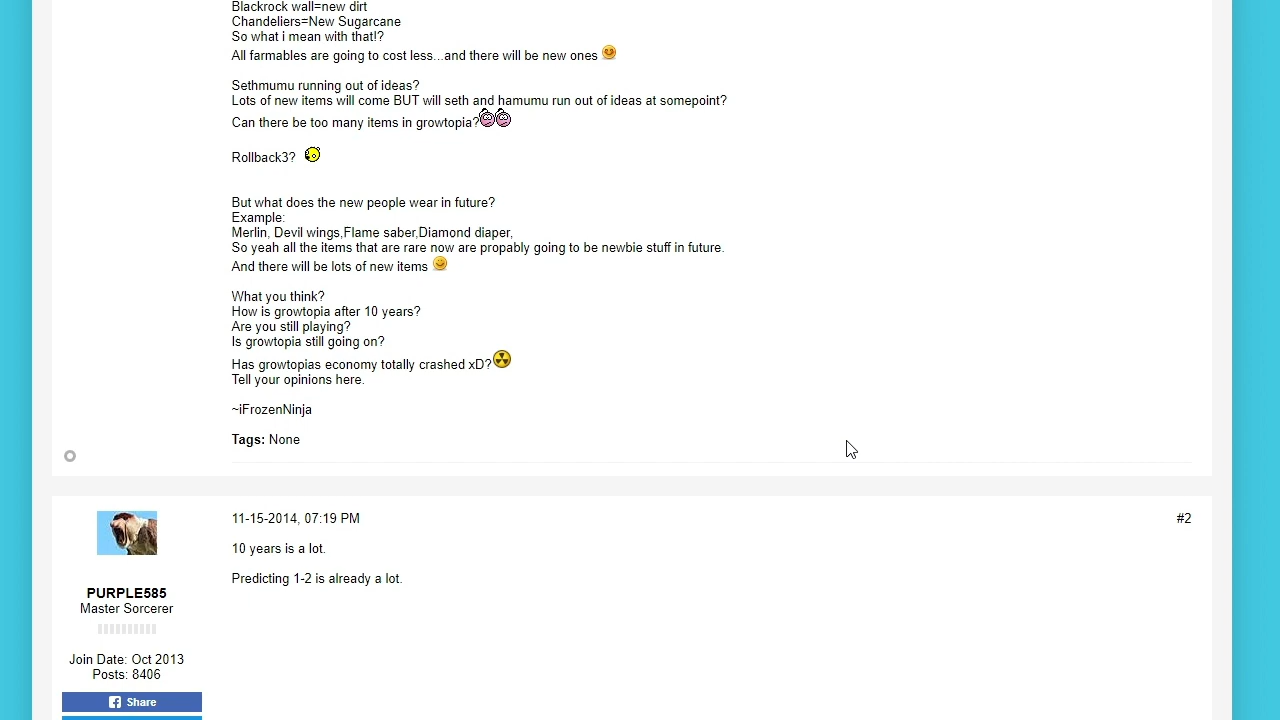 Blackrock wall=new dirt
Chandeliers=New Sugarcane
So what i mean with that!?
All farmables are going to cost less...and there will be new ones
Sethmumu running out of ideas?
Lots of new items will come BUT will seth and hamumu run out of ideas at somepoint?
Can there be too many items in growtopia?
Rollback3?
But what does the new people wear in future?
Example:
Merlin, Devil wings,Flame saber,Diamond diaper,
So yeah all the items that are rare now are propably going to be newbie stuff in future.
And there will be lots of new items
What you think?
How is growtopia after 10 years?
Are you still playing?
Is growtopia still going on?
Has growtopias economy totally crashed xD?
Tell your opinions here.
~iFrozenNinja
Tags: None
11-15-2014, 07:19 PM
#2
10 years is a lot.
Predicting 1-2 is already a lot.
PURPLE585
Master Sorcerer
Join Date: Oct 2013
Posts: 8406
Share